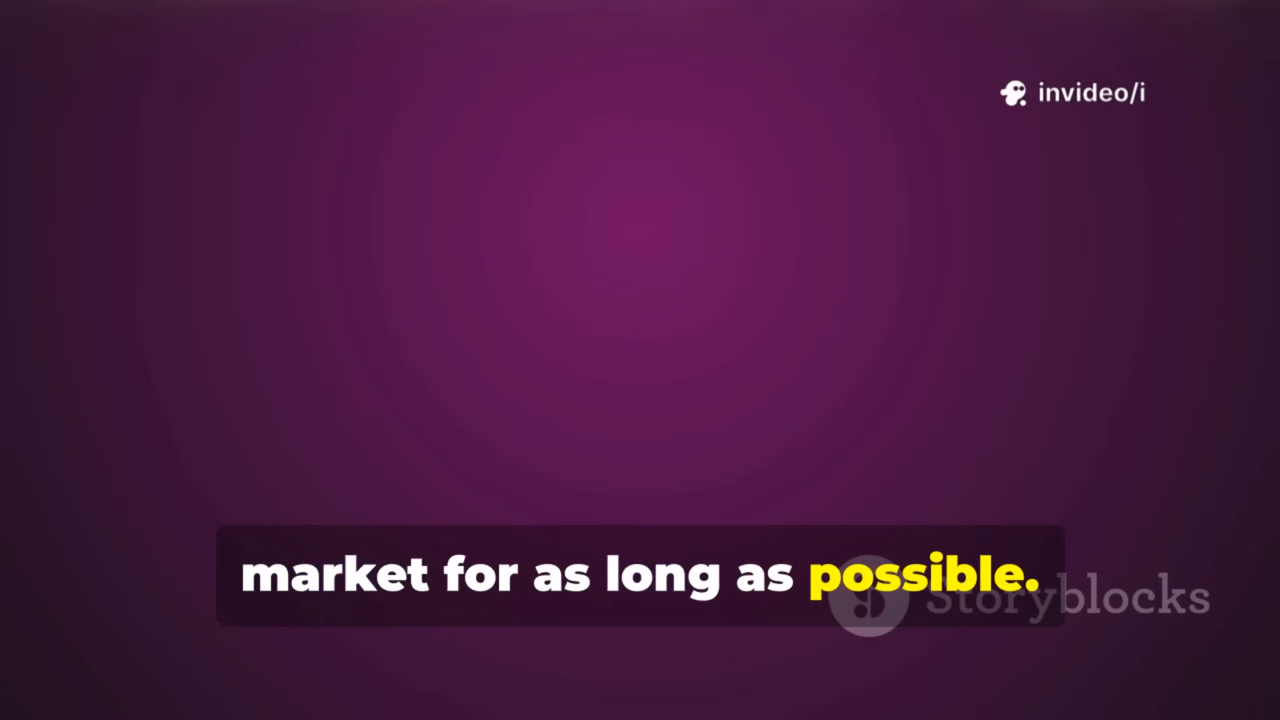 invideo/i
market for as long as possible.
Storyblocks